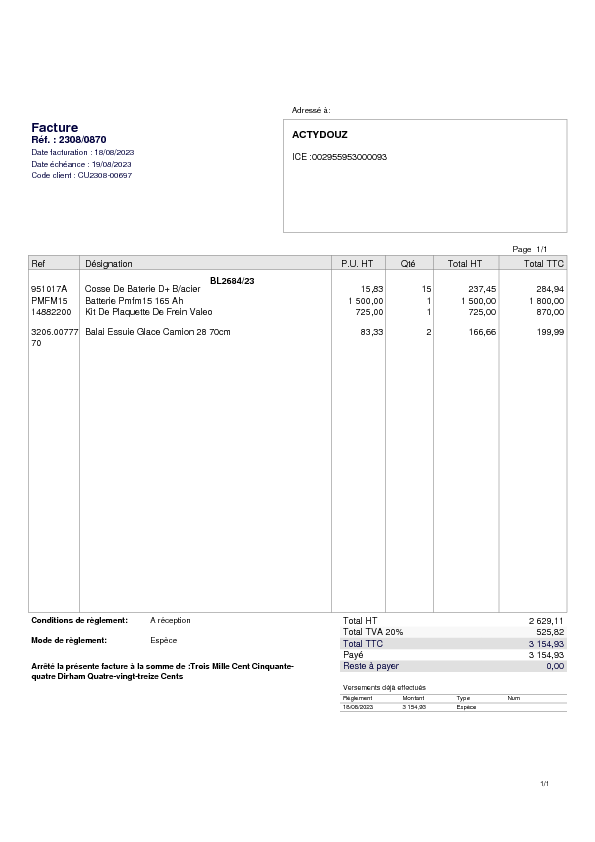 Adressé à:
Facture
Réf. : 2308/0870
Date facturation : 18/08/2023
Date échéance : 19/08/2023
Code client : CU2308-00697
ACTYDOUZ
ICE :002955953000093
Page 1/1
Ref Désignation P.U. HT Qté Total HT Total TTC
BL2684/23
951017A Cosse De Baterie D+ B/acier 15,83 15 237,45 284,94
PMFM15 Batterie Pmfm15 165 Ah 1 500,00 1 1 500,00 1 800,00
14882200 Kit De Plaquette De Frein Valeo 725,00 1 725,00 870,00
3206.00777 Balai Essuie Glace Camion 28 70cm 83,33 2 166,66 199,99
70
Conditions de règlement: A réception
Mode de règlement: Espèce
Arrêté la présente facture à la somme de :Trois Mille Cent Cinquante-
quatre Dirham Quatre-vingt-treize Cents
Total HT 2 629,11
Total TVA 20% 525,82
Total TTC 3 154,93
Payé 3 154,93
Reste à payer 0,00
Versements déjà effectués
Règlement Montant Type Num
18/08/2023 3 154,93 Espèce
1/1